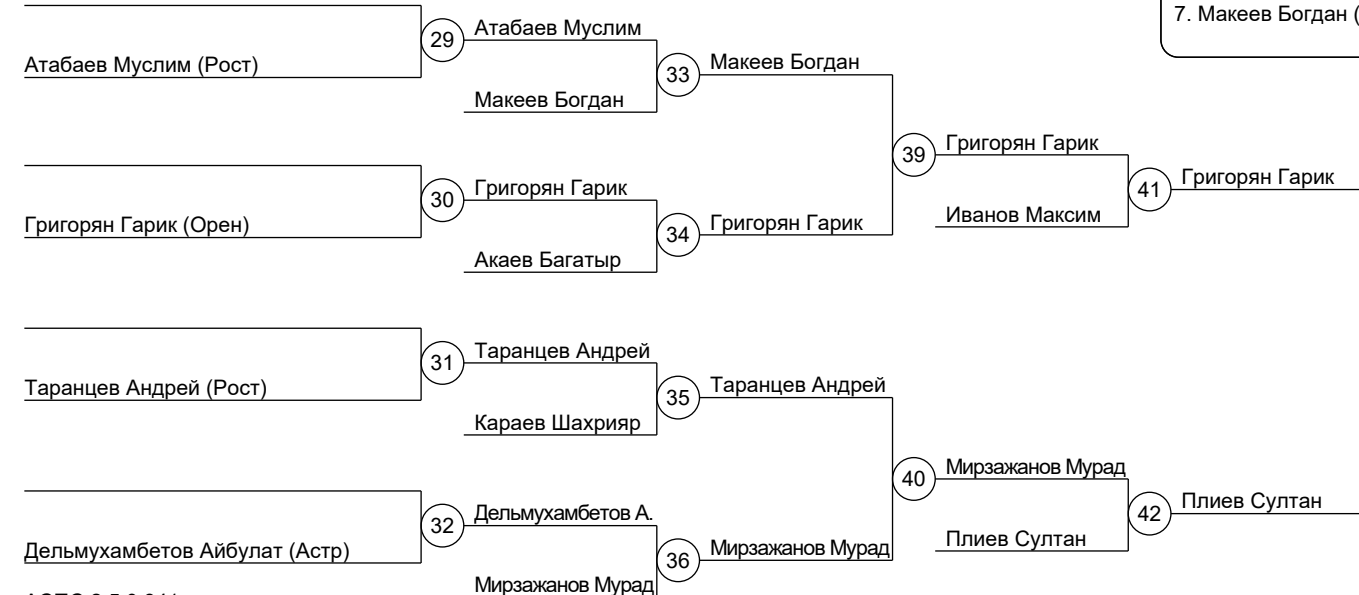 7. Макеев Богдан (
29
Атабаев Муслим
Атабаев Муслим (Рост)
33
Макеев Богдан
Макеев Богдан
39
Григорян Гарик
30
Григорян Гарик
41
Григорян Гарик
Григорян Гарик (Орен)
34
Григорян Гарик
Иванов Максим
Акаев Багатыр
31
Таранцев Андрей
Таранцев Андрей (Рост)
35
Таранцев Андрей
Караев Шахрияр
40
Мирзажанов Мурад
32
Дельмухамбетов А.
42
Плиев Султан
Дельмухамбетов Айбулат (Астр)
36
Мирзажанов Мурад
Плиев Султан
Мирзажанов Мурад